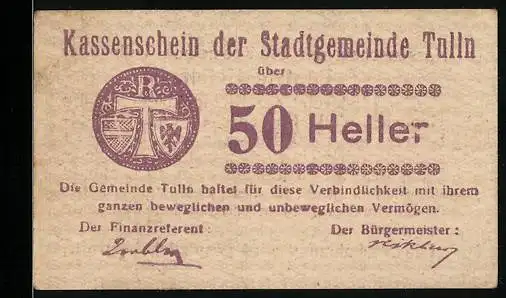 Kassenschein der Stadtgemeinde Tulln
über
R
T
50 Heller
Die Gemeinde Tulln haftet für diese Verbindlichkeit mit ihrem
ganzen beweglichen und unbeweglichen Vermögen.
Der Finanzreferent: Der Bürgermeister: